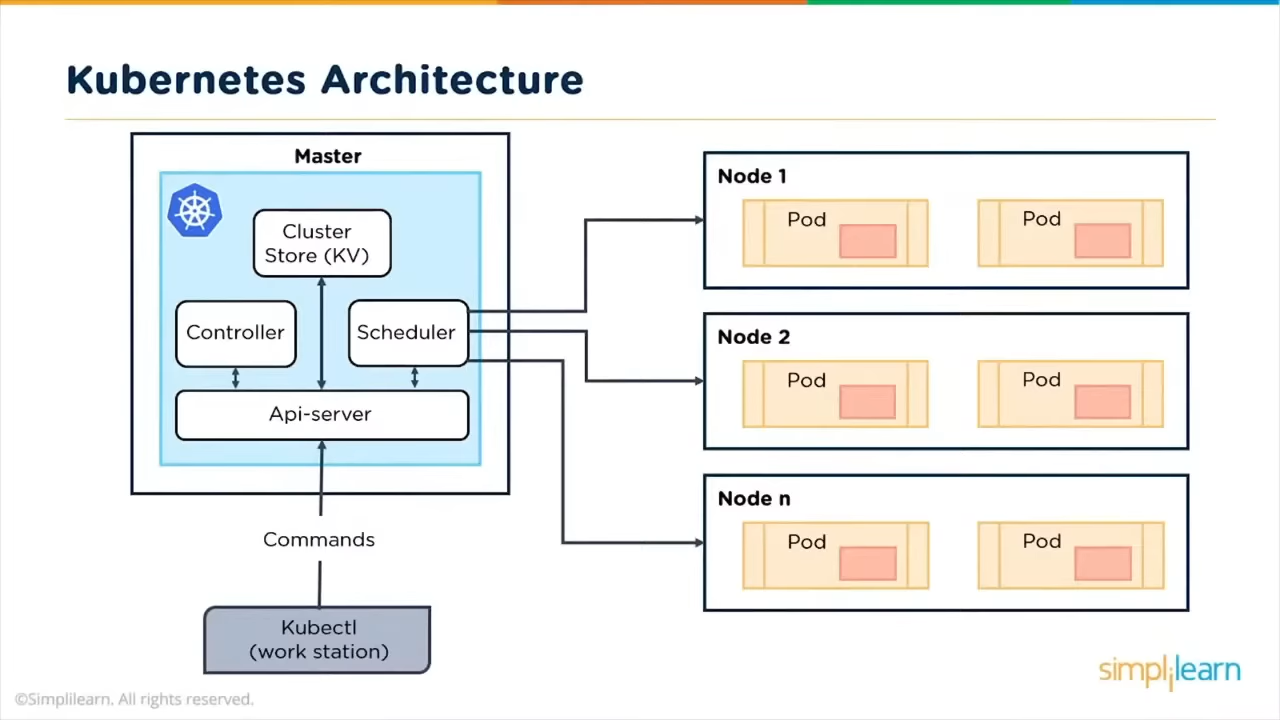 Kubernetes Architecture
Master
Cluster
Store (KV)
Controller
Scheduler
Api-server
Commands
Kubectl
(work station)
Node 1
Pod
Pod
Node 2
Pod
Pod
Node n
Pod
Pod
simplilearn
©Simplilearn. All rights reserved.